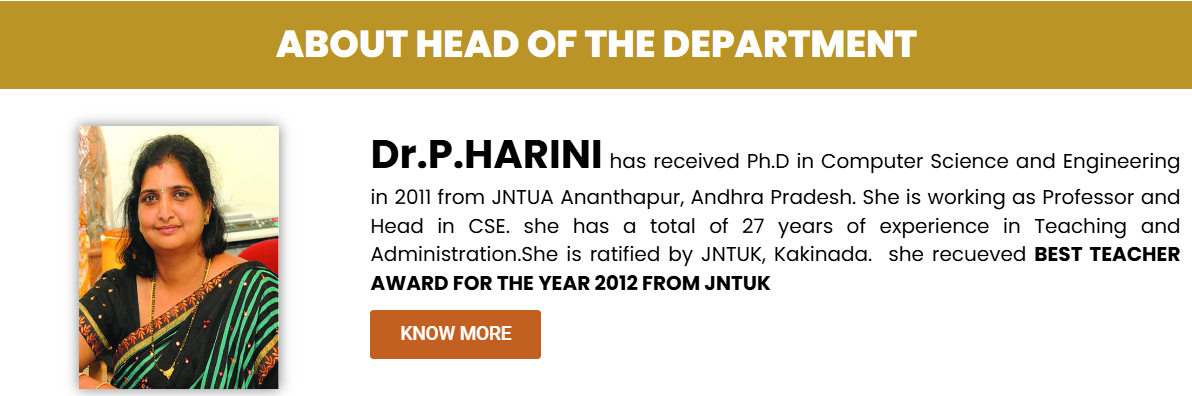 ABOUT HEAD OF THE DEPARTMENT
Dr.P.HARINI has received Ph.D in Computer Science and Engineering
in 2011 from JNTUA Ananthapur, Andhra Pradesh. She is working as Professor and
Head in CSE. she has a total of 27 years of experience in Teaching and
Administration.She is ratified by JNTUK, Kakinada.  she recueved BEST TEACHER
AWARD FOR THE YEAR 2012 FROM JNTUK
KNOW MORE